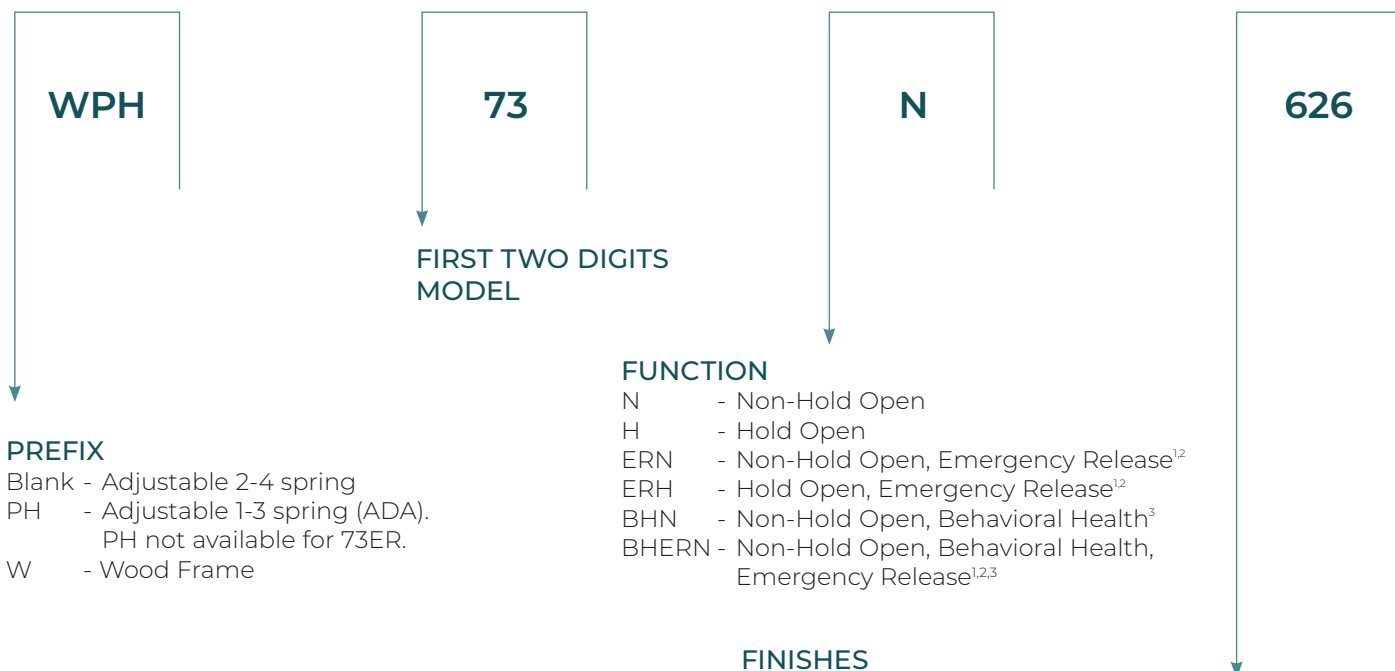 WPH
73
N
626
FIRST TWO DIGITS
MODEL
FUNCTION
N - Non-Hold Open
H - Hold Open
ERN - Non-Hold Open, Emergency Release1,2
ERH - Hold Open, Emergency Release1,2
BHN - Non-Hold Open, Behavioral Health3
BHERN - Non-Hold Open, Behavioral Health,
Emergency Release1,2,3
PREFIX
Blank - Adjustable 2-4 spring
PH - Adjustable 1-3 spring (ADA).
PH not available for 73ER.
W - Wood Frame
FINISHES